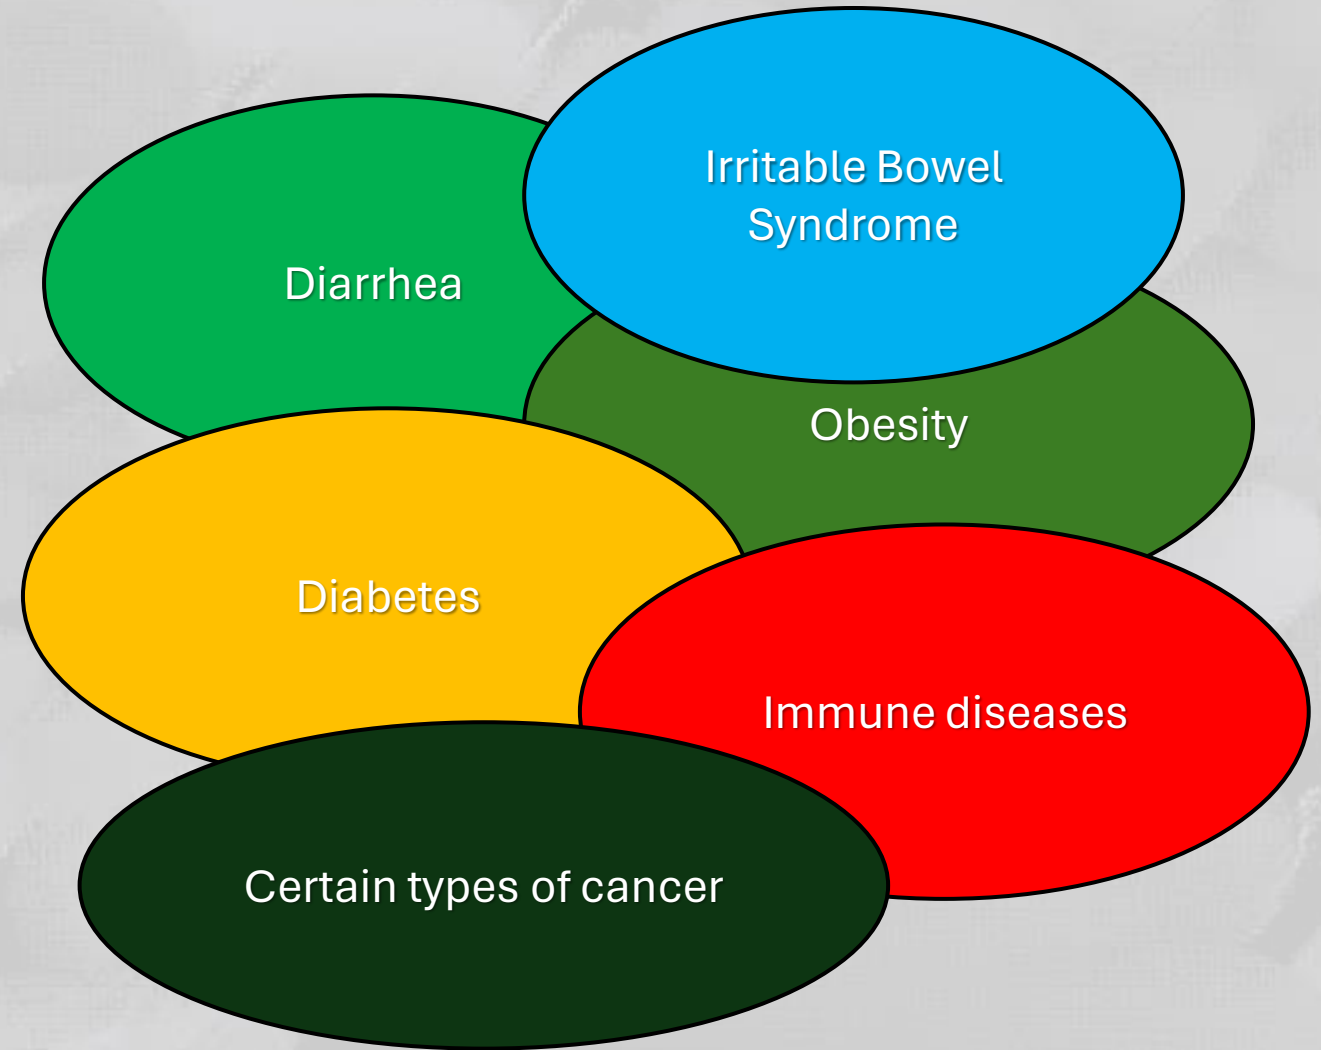 Irritable Bowel
Syndrome
Diarrhea
Obesity
Diabetes
Immune diseases
Certain types of cancer